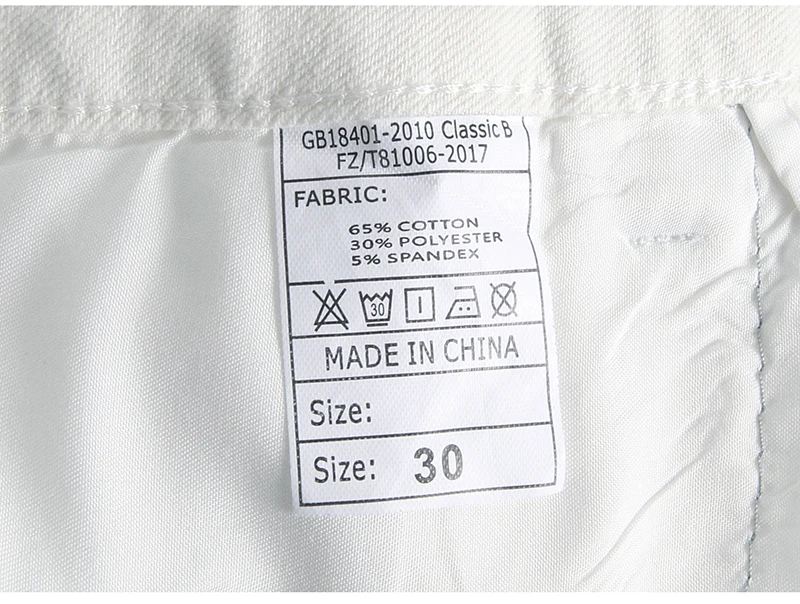 GB18401-2010 Classic B
FZ/T81006-2017
FABRIC:
65% COTTON
30% POLYESTER
5% SPANDEX
30
MADE IN CHINA
Size:
Size: 30